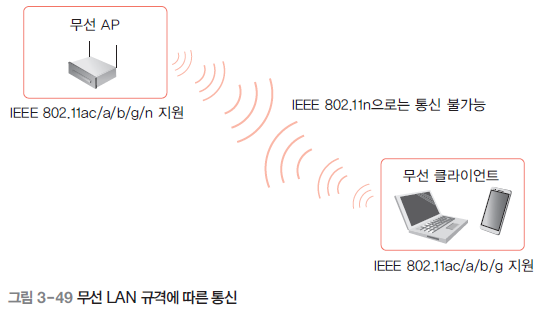 무선 AP
IEEE 802.11ac/a/b/g/n 지원
IEEE 802.11n으로는 통신 불가능
무선 클라이언트
IEEE 802.11ac/a/b/g 지원
그림 3-49 무선 LAN 규격에 따른 통신